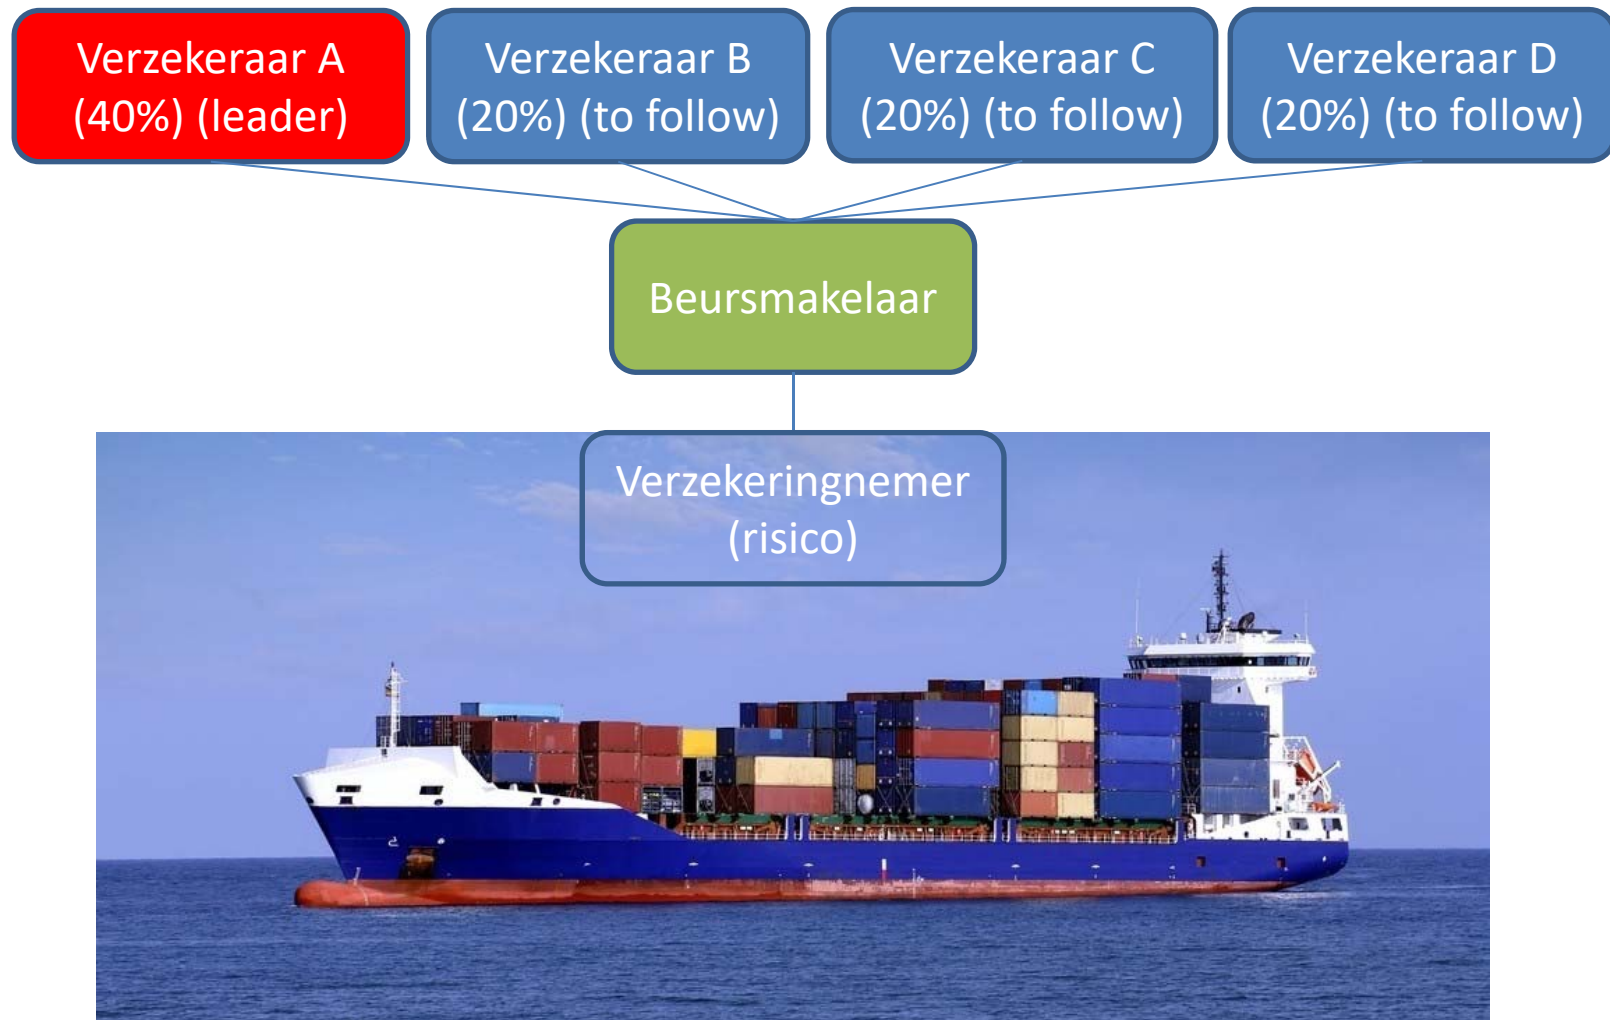 Verzekeraar A
(40%) (leader)
Verzekeraar B
(20%) (to follow)
Verzekeraar C
(20%) (to follow)
Verzekeraar D
(20%) (to follow)
Beursmakelaar
Verzekeringnemer
(risico)